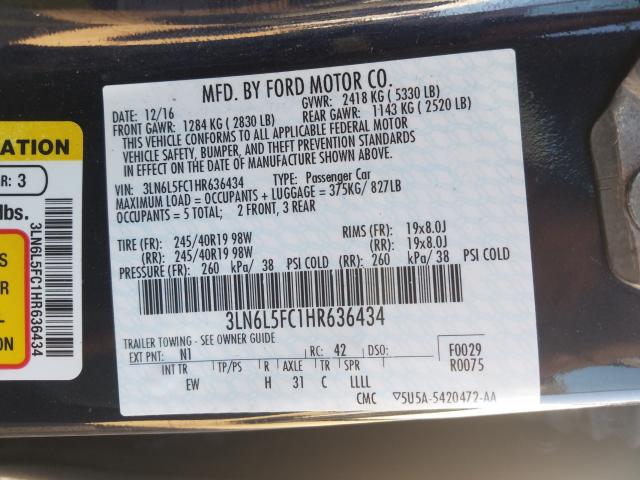 MFD. BY FORD MOTOR CO.
DATE: 12/16 GVWR: 2418 KG ( 5330 LB)
FRONT GAWR: 1284 KG ( 2830 LB) REAR GAWR: 1143 KG ( 2520 LB)
THIS VEHICLE CONFORMS TO ALL APPLICABLE FEDERAL MOTOR
VEHICLE SAFETY, BUMPER, AND THEFT PREVENTION STANDARDS
IN EFFECT ON THE DATE OF MANUFACTURE SHOWN ABOVE.
VIN: 3LN6L5FC1HR636434 TYPE: Passenger Car
MAXIMUM LOAD = OCCUPANTS + LUGGAGE = 375KG/ 827LB
OCCUPANTS = 5 TOTAL; 2 FRONT, 3 REAR
TIRE (FR): 245/40R19 98W RIMS (FR): 19x8.0J
(RR): 245/40R19 98W (RR): 19x8.0J
PRESSURE (FR): 260 kPa/ 38 PSI COLD (RR): 260 kPa/ 38 PSI COLD
3LN6L5FC1HR636434
TRAILER TOWING - SEE OWNER GUIDE
EXT PNT: N1 RC: 42 DSO: F0029
INT TR TP/PS R AXLE TR SPR R0075
EW H 31 C LLLL
CMC ▽5U5A-5420472-AA
ATION
R: 3
lbs.
3LN6L5FC1HR636434
S
R
L
ION